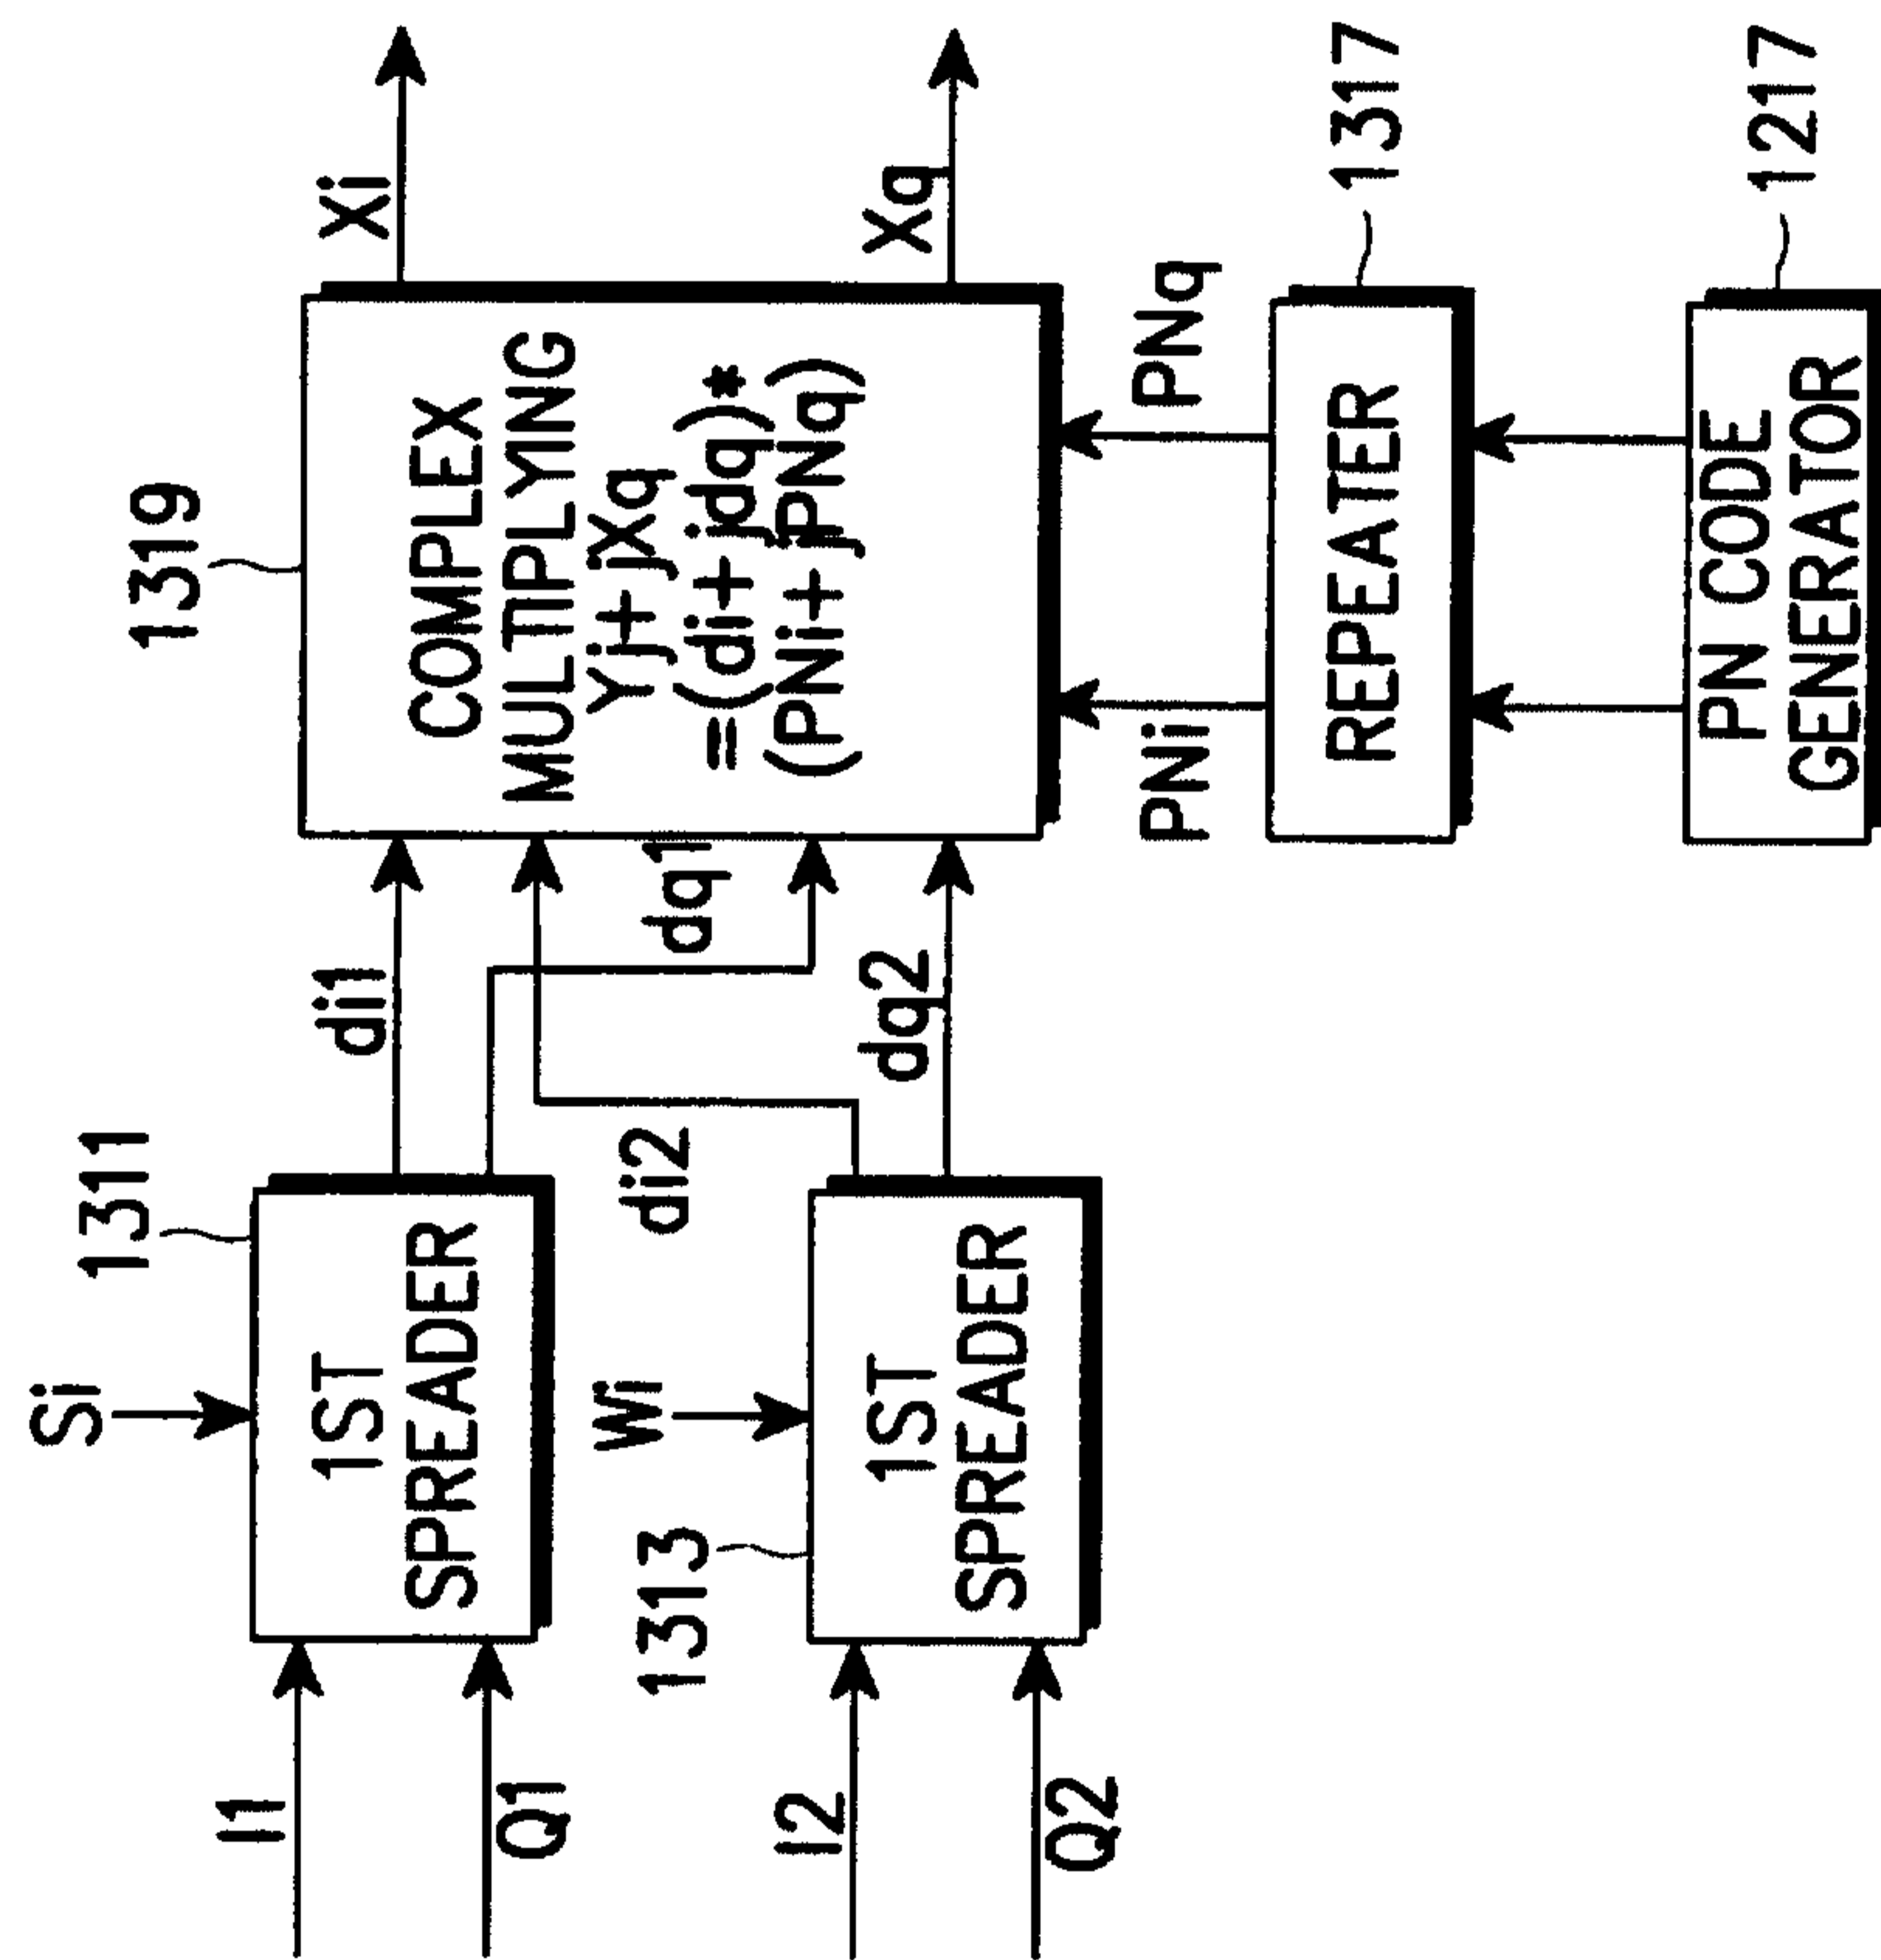 I1
Q1
I2
Q2
Si
1311
1ST
SPREADER
Wi
1313
1ST
SPREADER
di1
di2
dq1
dq2
1319
COMPLEX
MULTIPLYING
Yj+jXq
=(di+jdq)*
(PNi+jPNq)
Xi
Xq
PNi
PNq
REPEATER
1317
PN CODE
GENERATOR
1217